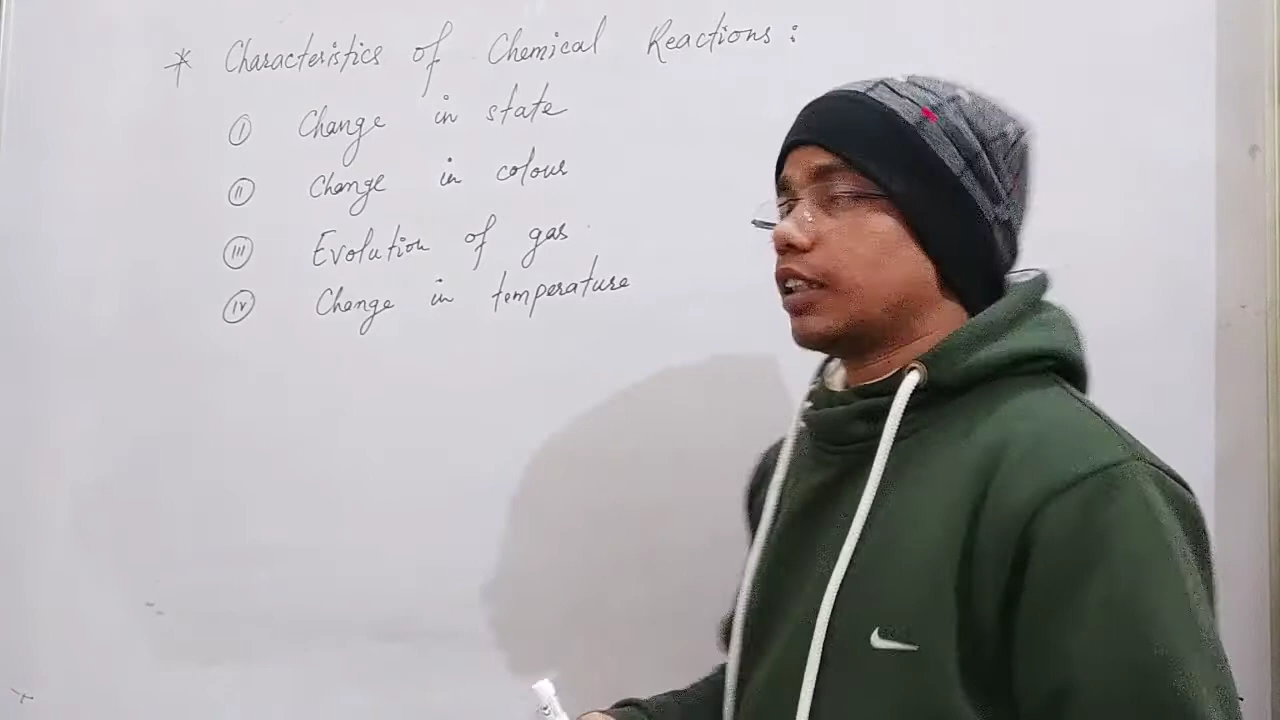 * Characteristics of Chemical Reactions :
(I) Change in state
(II) Change in colour
(III) Evolution of gas
(IV) Change in temperature